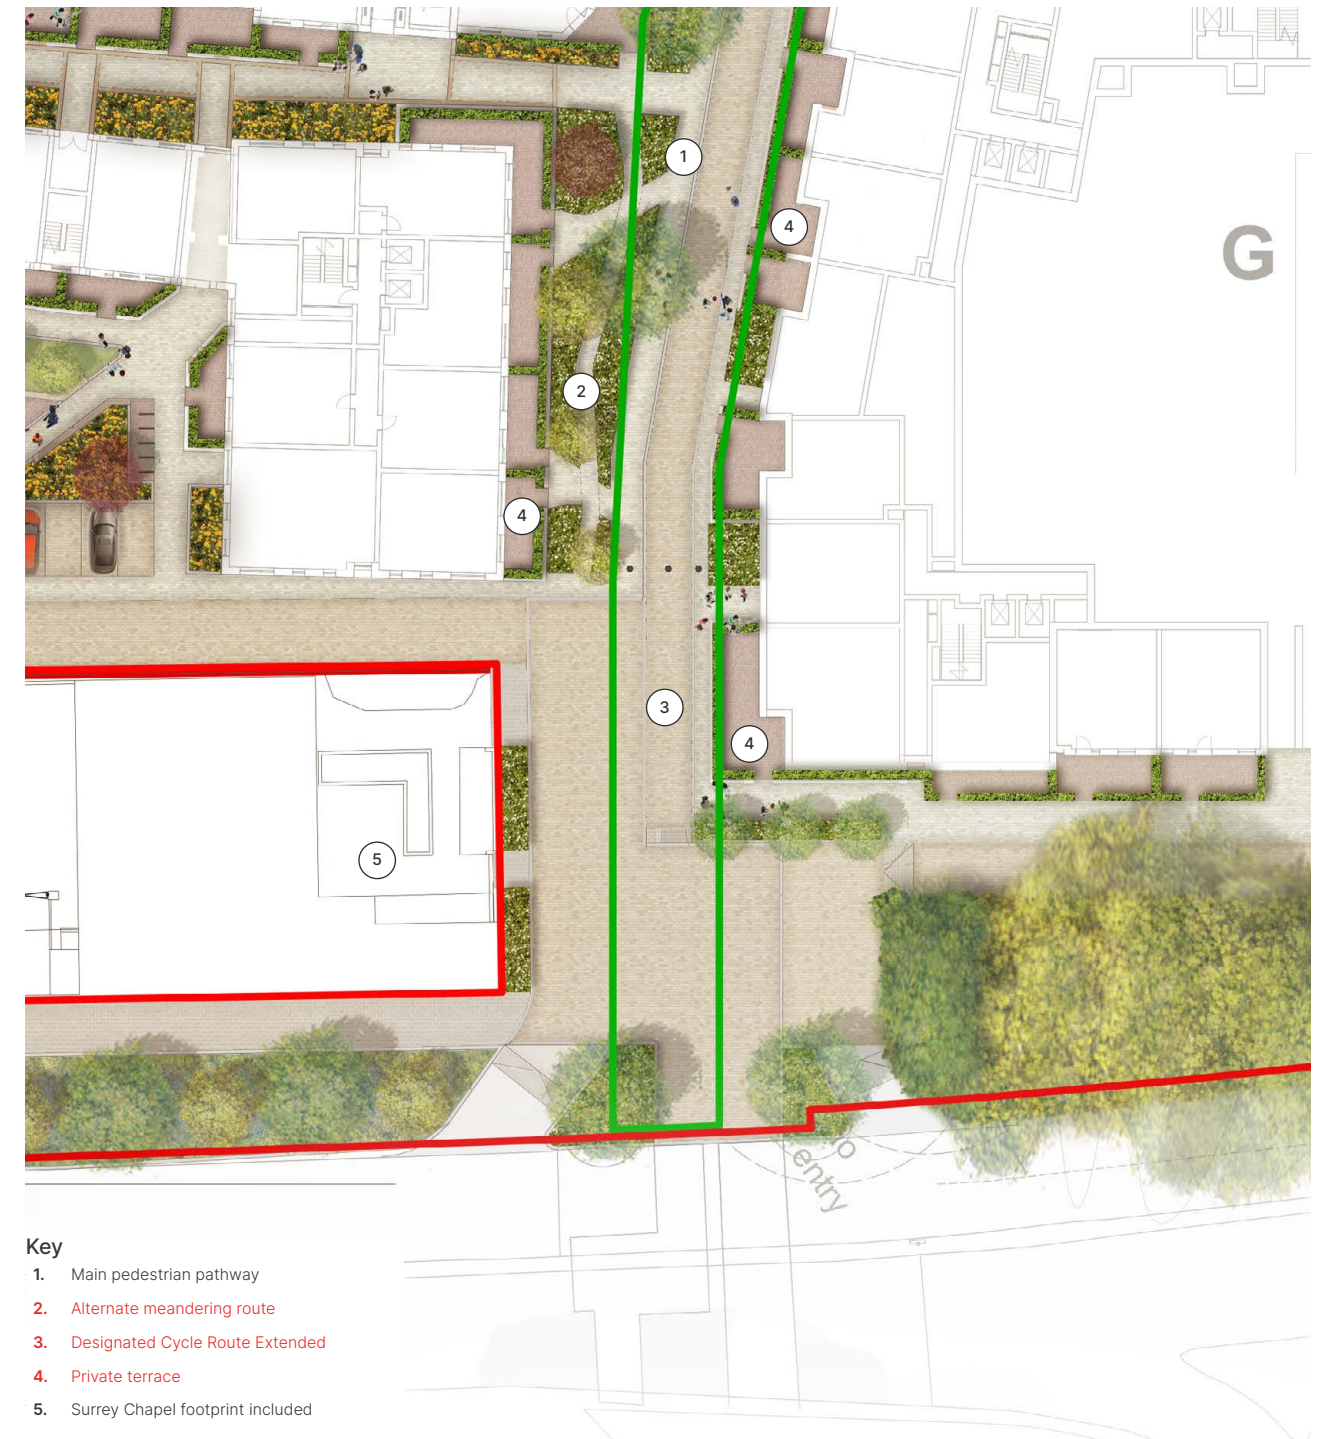 1
4
G
2
4
3
4
5
no
entry
Key
1. Main pedestrian pathway
2. Alternate meandering route
3. Designated Cycle Route Extended
4. Private terrace
5. Surrey Chapel footprint included